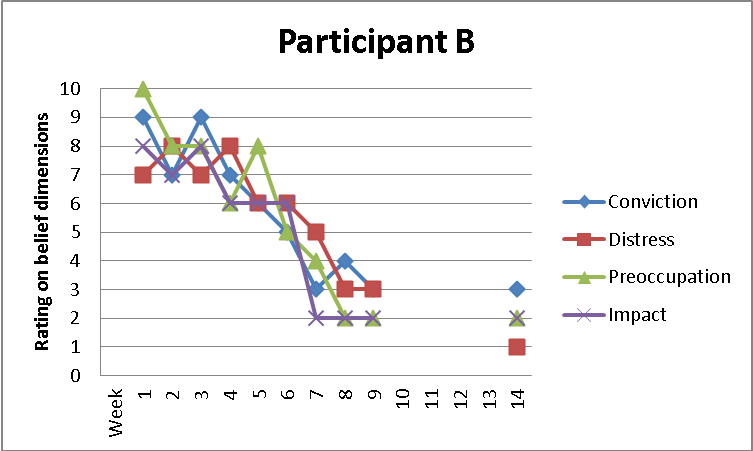 Participant B
Rating on belief dimensions
10
9
8
7
6
5
4
3
2
1
0
Week 1 2 3 4 5 6 7 8 9 10 11 12 13 14
Conviction
Distress
Preoccupation
Impact